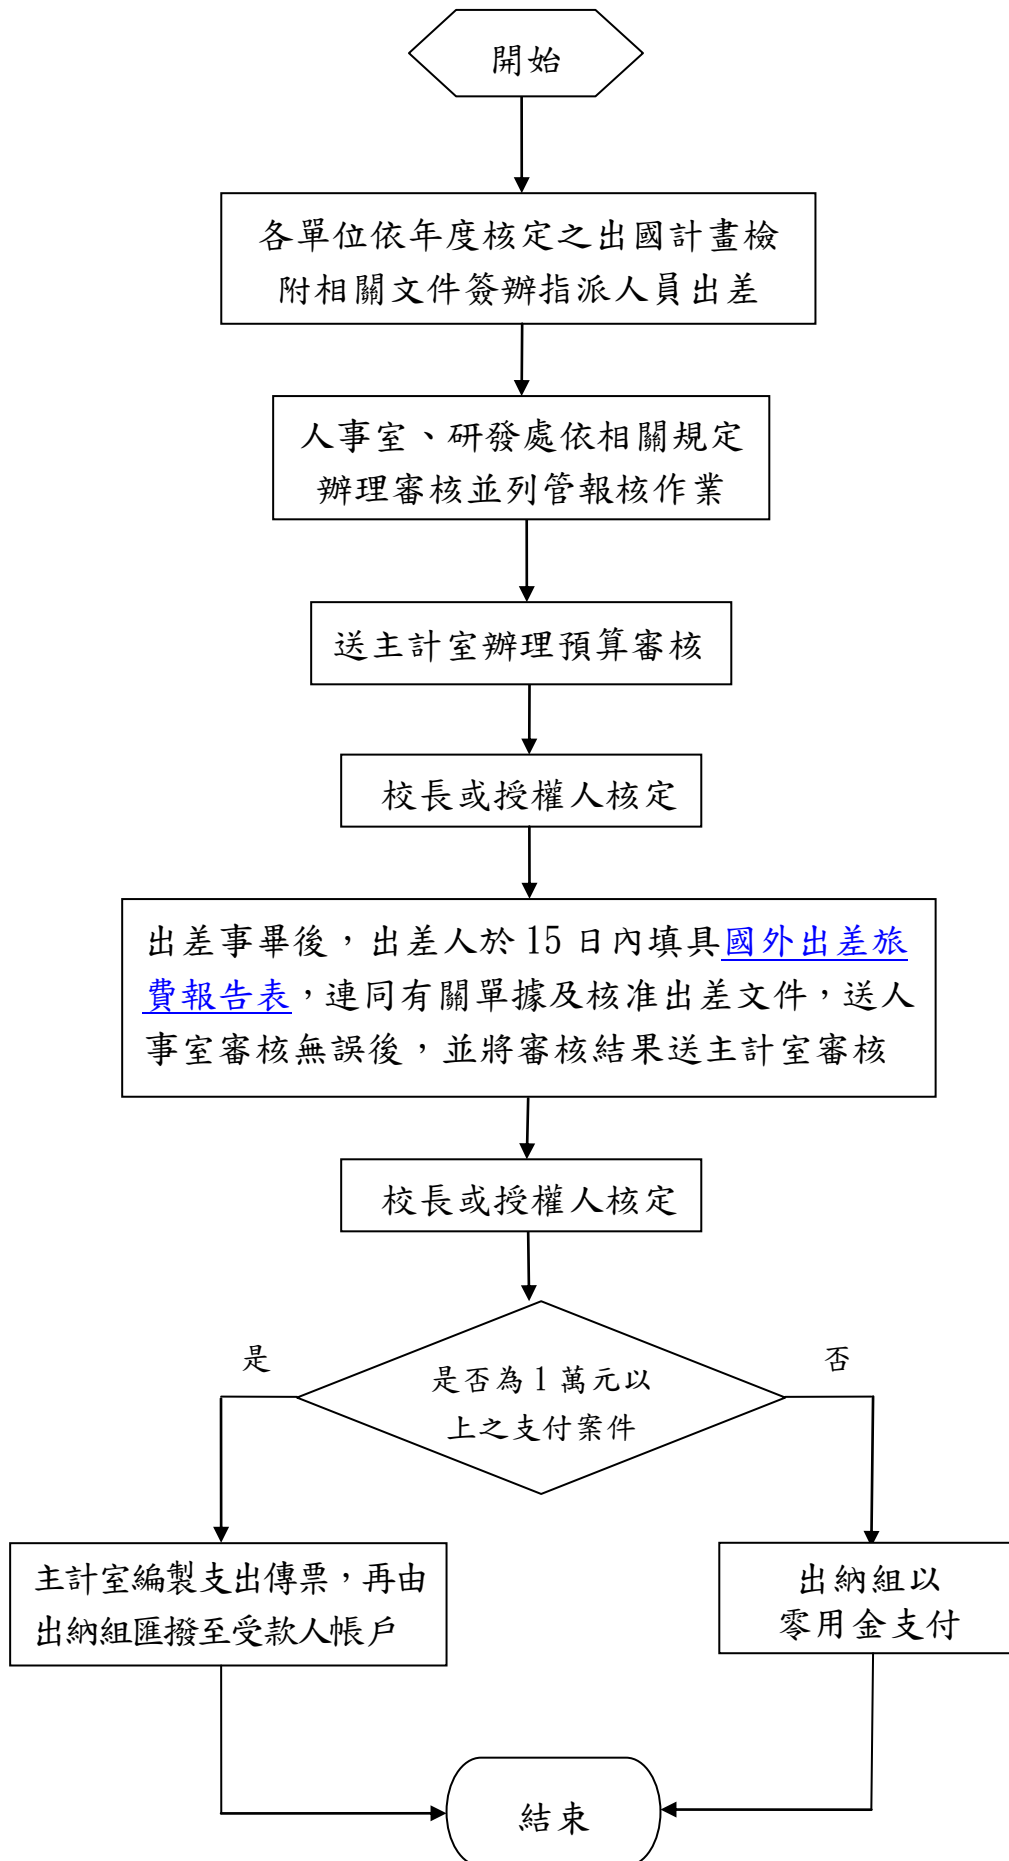 開始
各單位依年度核定之出國計畫檢
附相關文件簽辦指派人員出差
人事室、研發處依相關規定
辦理審核並列管報核作業
送主計室辦理預算審核
校長或授權人核定
出差事畢後，出差人於 15 日內填具國外出差旅
費報告表，連同有關單據及核准出差文件，送人
事室審核無誤後，並將審核結果送主計室審核
校長或授權人核定
是否為 1 萬元以
上之支付案件
是
否
主計室編製支出傳票，再由
出納組匯撥至受款人帳戶
出納組以
零用金支付
結束